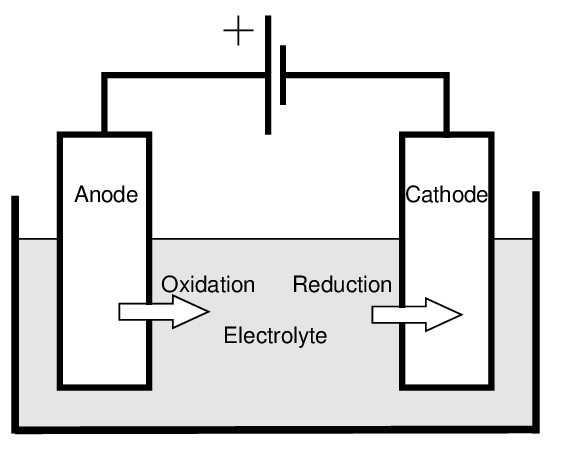 +
Anode
Cathode
Oxidation
Reduction
Electrolyte